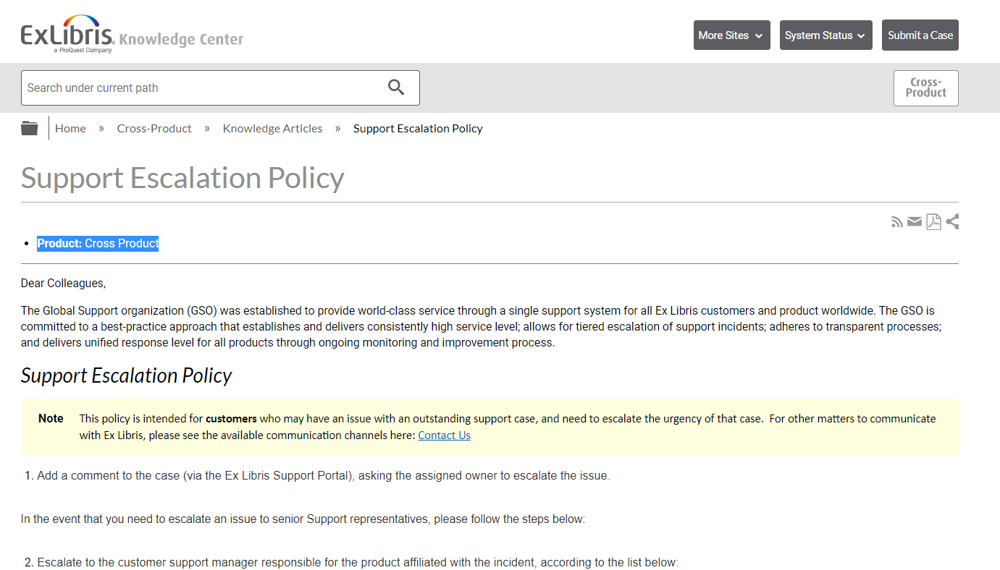 ExLibris Knowledge Center
a ProQuest Company
More Sites
System Status
Submit a Case
Search under current path
Cross-
Product
Home » Cross-Product » Knowledge Articles » Support Escalation Policy
Support Escalation Policy
• Product: Cross Product
Dear Colleagues,
The Global Support organization (GSO) was established to provide world-class service through a single support system for all Ex Libris customers and product worldwide. The GSO is
committed to a best-practice approach that establishes and delivers consistently high service level; allows for tiered escalation of support incidents; adheres to transparent processes;
and delivers unified response level for all products through ongoing monitoring and improvement process.
Support Escalation Policy
Note This policy is intended for customers who may have an issue with an outstanding support case, and need to escalate the urgency of that case. For other matters to communicate
with Ex Libris, please see the available communication channels here: Contact Us
1. Add a comment to the case (via the Ex Libris Support Portal), asking the assigned owner to escalate the issue.
In the event that you need to escalate an issue to senior Support representatives, please follow the steps below:
2. Escalate to the customer support manager responsible for the product affiliated with the incident, according to the list below: